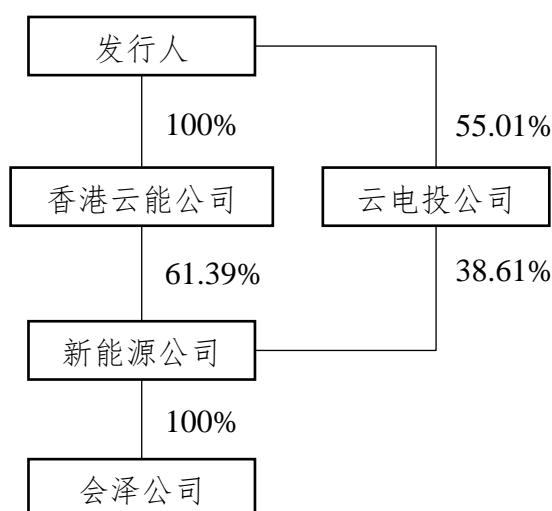 发行人
100%
55.01%
香港云能公司
云电投公司
61.39%
38.61%
新能源公司
100%
会泽公司